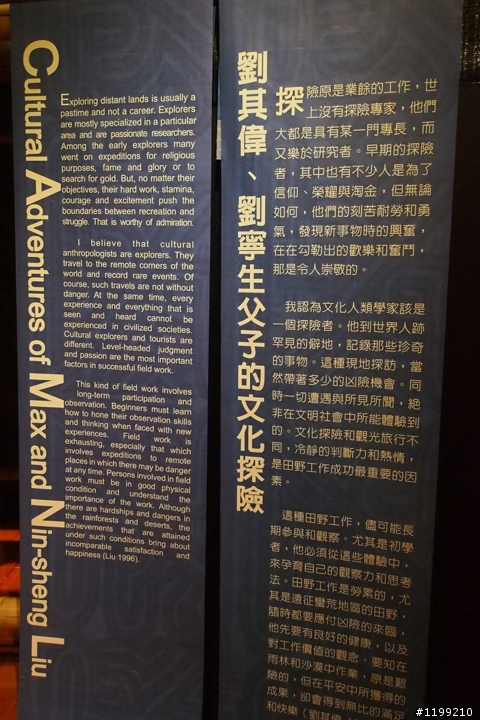 Cultural Adventures of Max and Nin-sheng Liu
Exploring distant lands is usually a
pastime and not a career. Explorers
are mostly specialized in a particular
area and are passionate researchers.
Among the early explorers many
went on expeditions for religious
purposes, fame and glory or to
search for gold. But, no matter their
objectives, their hard work, stamina,
courage and excitement push the
boundaries between recreation and
struggle. That is worthy of admiration.
I believe that cultural
anthropologists are explorers. They
travel to the remote corners of the
world and record rare events. Of
course, such travels are not without
danger. At the same time, every
experience and everything that is
seen and heard cannot be
experienced in civilized societies.
Cultural explorers and tourists are
different. Level-headed judgment
and passion are the most important
factors in successful field work.
This kind of field work involves
long-term participation and
observation. Beginners must learn
how to hone their observation skills
and thinking when faced with new
experiences. Field work is
exhausting, especially that which
involves expeditions to remote
places in which there may be danger
at any time. Persons involved in field
work must be in good physical
condition and understand the
importance of the work. Although
there are hardships and dangers in
the rainforests and deserts, the
achievements that are attained
under such conditions bring about
incomparable satisfaction and
happiness (Liu 1996).
劉其偉、劉寧生父子的文化探險
探險原是業餘的工作，世
上沒有探險專家，他們
大都是具有某一門專長，而
又樂於研究者。早期的探險
者，其中也有不少人是為了
信仰、榮耀與淘金，但無論
如何，他們的刻苦耐勞和勇
氣，發現新事物時的興奮，
在在勾勒出的歡樂和奮鬥，
那是令人崇敬的。
我認為文化人類學家該是
一個探險者。他到世界人跡
罕見的僻地，記錄那些珍奇
的事物。這種現地探訪，當
然帶著多少的凶險機會。同
時一切遭遇與所見所聞，絕
非在文明社會中所能體驗到
的。文化探險和觀光旅行不
同，冷靜的判斷力和熱情，
是田野工作成功最重要的因
素。
這種田野工作，儘可能長
期參與和觀察。尤其是初學
者，他必須從這些體驗中，
來孕育自己的觀察力和思考
法。田野工作是勞累的，尤
其是遠征蠻荒地區的田野，
隨時都要應付凶險的來臨，
他先要有良好的健康，以及
對工作價值的觀念。要知在
雨林和沙漠中作業，原是艱
險的，但在平安中所獲得的
成果，卻會得到無比的滿足
和快樂（劉其偉
#1199210